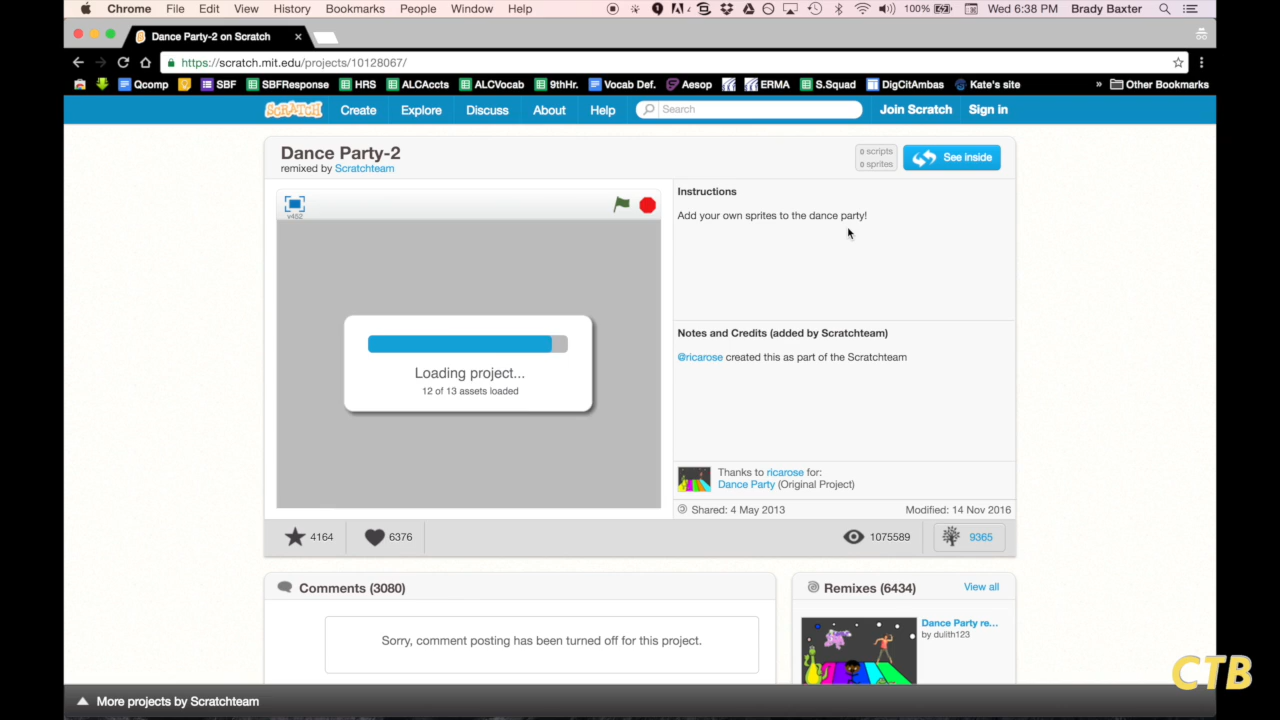 Chrome File Edit View History Bookmarks People Window Help 100% Wed 6:38 PM Brady Baxter
Dance Party-2 on Scratch
https://scratch.mit.edu/projects/10128067/
Qcomp SBF SBFResponse HRS ALCAccts ALCVocab 9thHr. Vocab Def. Aesop ERMA S.Squad DigCitAmbas Kate's site » Other Bookmarks
SCRATCH Create Explore Discuss About Help Search Join Scratch Sign in
Dance Party-2
remixed by Scratchteam
0 scripts
0 sprites
See inside
v452
Instructions
Add your own sprites to the dance party!
Loading project...
12 of 13 assets loaded
Notes and Credits (added by Scratchteam)
@ricarose created this as part of the Scratchteam
Thanks to ricarose for:
Dance Party (Original Project)
Shared: 4 May 2013 Modified: 14 Nov 2016
4164 6376 1075589 9365
Comments (3080)
Sorry, comment posting has been turned off for this project.
Remixes (6434) View all
Dance Party re...
by dulith123
CTB
More projects by Scratchteam